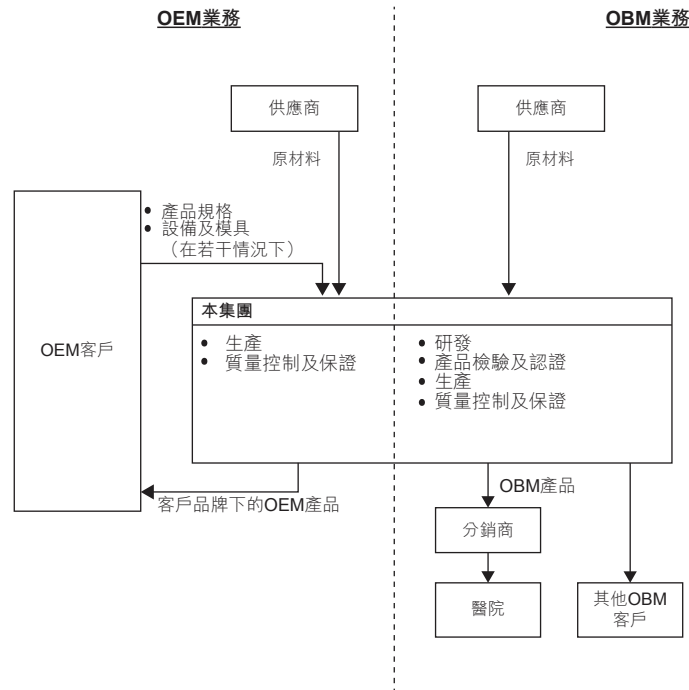 OEM業務
OBM業務
供應商
供應商
原材料
原材料
• 產品規格
• 設備及模具
（在若干情況下）
OEM客戶
本集團
• 生產
• 質量控制及保證
• 研發
• 產品檢驗及認證
• 生產
• 質量控制及保證
客戶品牌下的OEM產品
OBM產品
分銷商
醫院
其他OBM
客戶